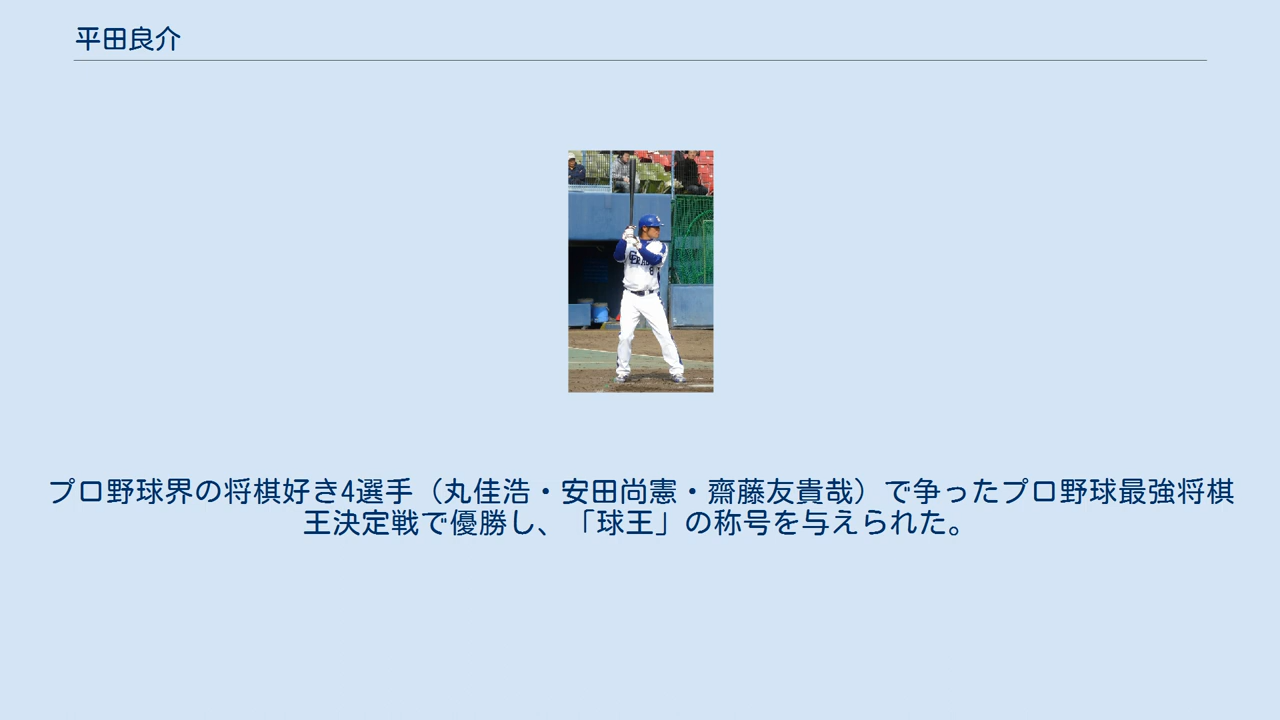 平田良介
プロ野球界の将棋好き4選手（丸佳浩・安田尚憲・齋藤友貴哉）で争ったプロ野球最強将棋
王決定戦で優勝し、「球王」の称号を与えられた。